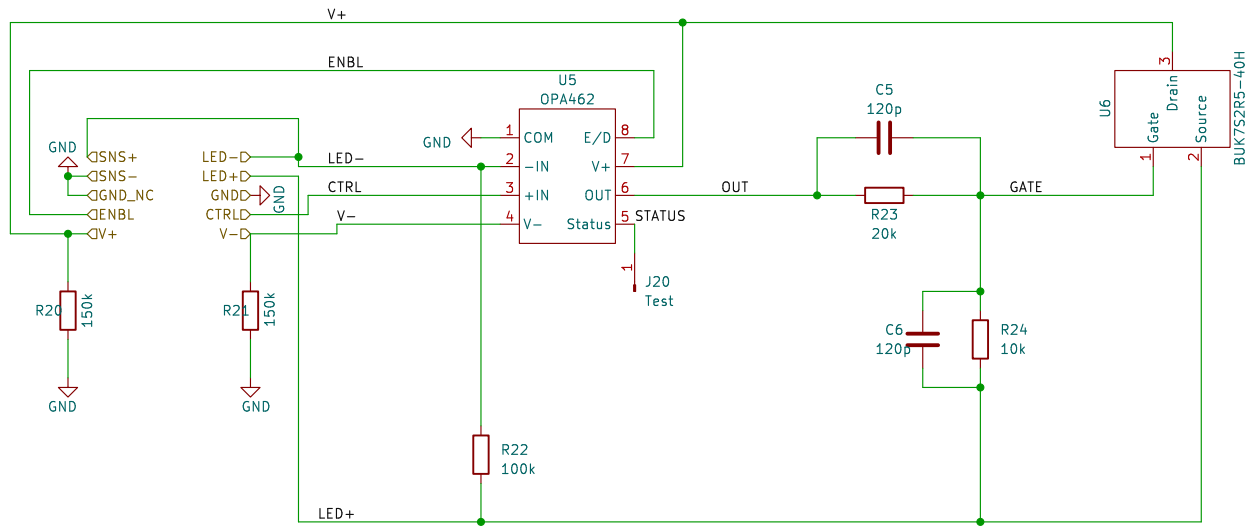 V+
ENBL
U5
OPA462
C5
120p
U6
3
Drain
Gate
Source
1
2
BUK7S2R5-40H
GND
1
COM
E/D
8
2
-IN
V+
7
3
+IN
OUT
6
4
V-
Status
5
GND
SNS+
SNS-
GND_NC
ENBL
V+
LED-
LED+
GND
CTRL
V-
GND
LED-
CTRL
V-
STATUS
OUT
GATE
R23
20k
1
J20
Test
R20
150k
R21
150k
C6
120p
R24
10k
GND
GND
R22
100k
LED+